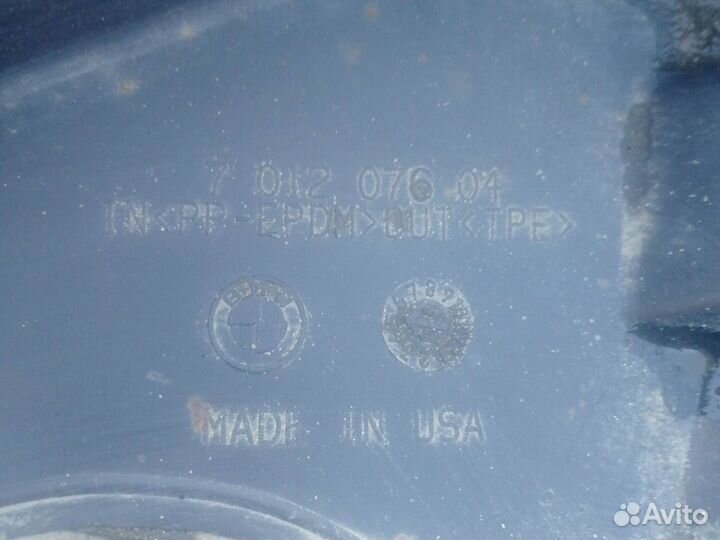 7 012 076 04
IN<PP-EPDM>OUT<TPE>
MADE IN USA
Avito